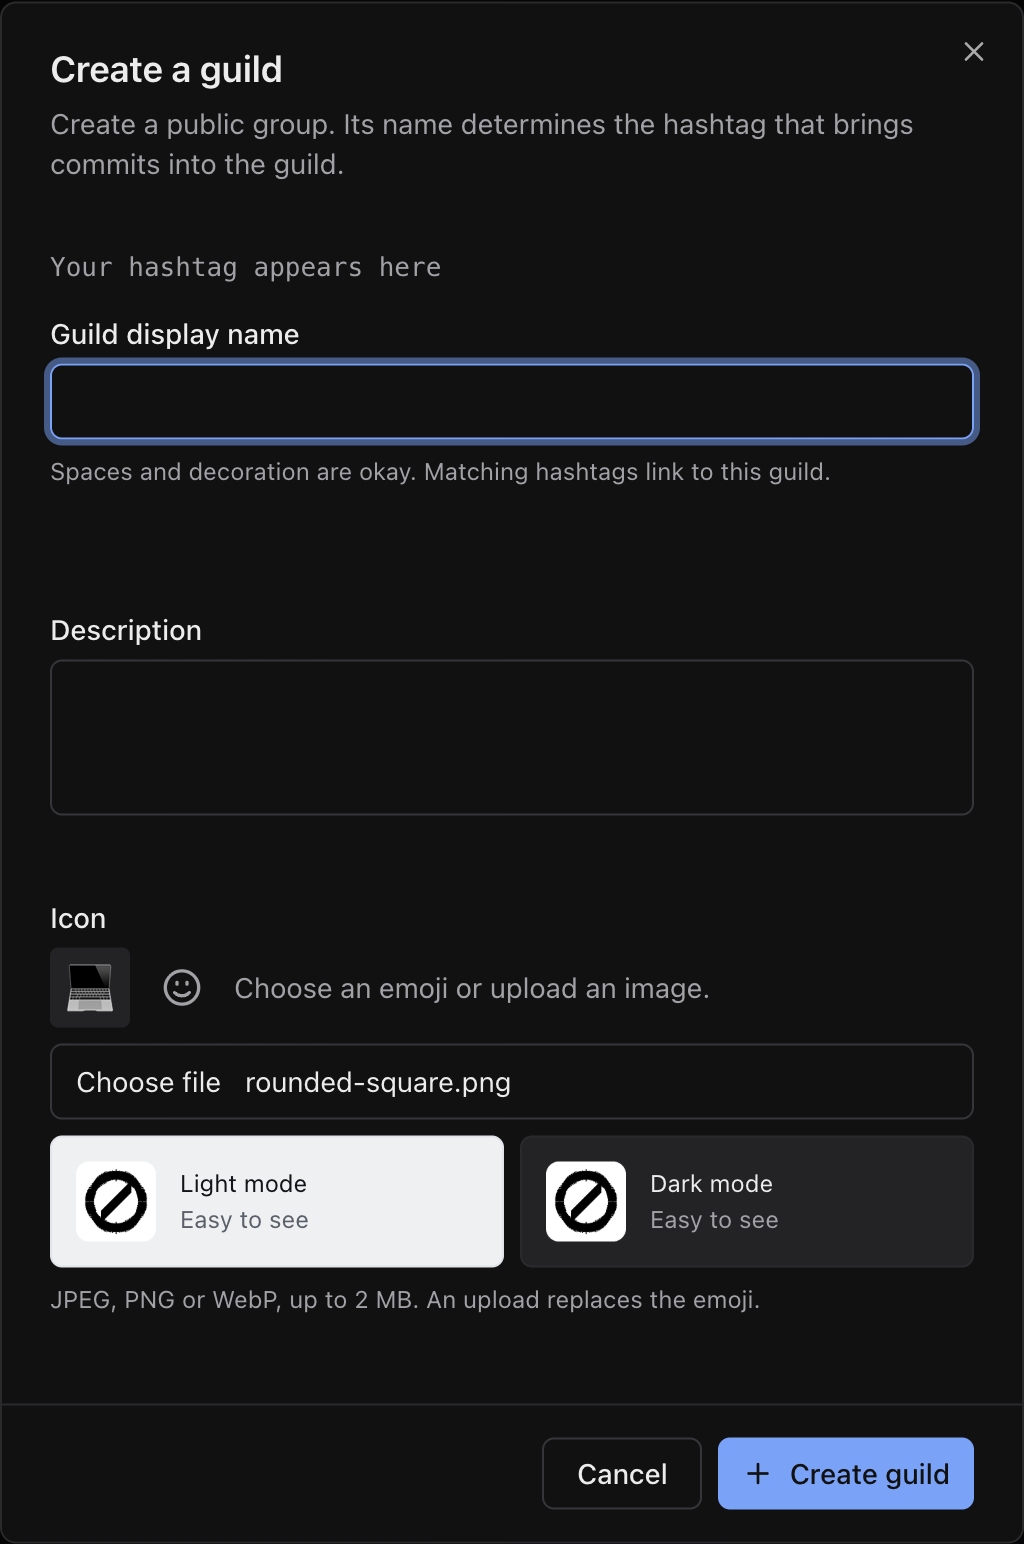 Create a guild
Create a public group. Its name determines the hashtag that brings
commits into the guild.
Your hashtag appears here
Guild display name
Spaces and decoration are okay. Matching hashtags link to this guild.
Description
Icon
Choose an emoji or upload an image.
Choose file rounded-square.png
Light mode
Easy to see
Dark mode
Easy to see
JPEG, PNG or WebP, up to 2 MB. An upload replaces the emoji.
Cancel
+ Create guild